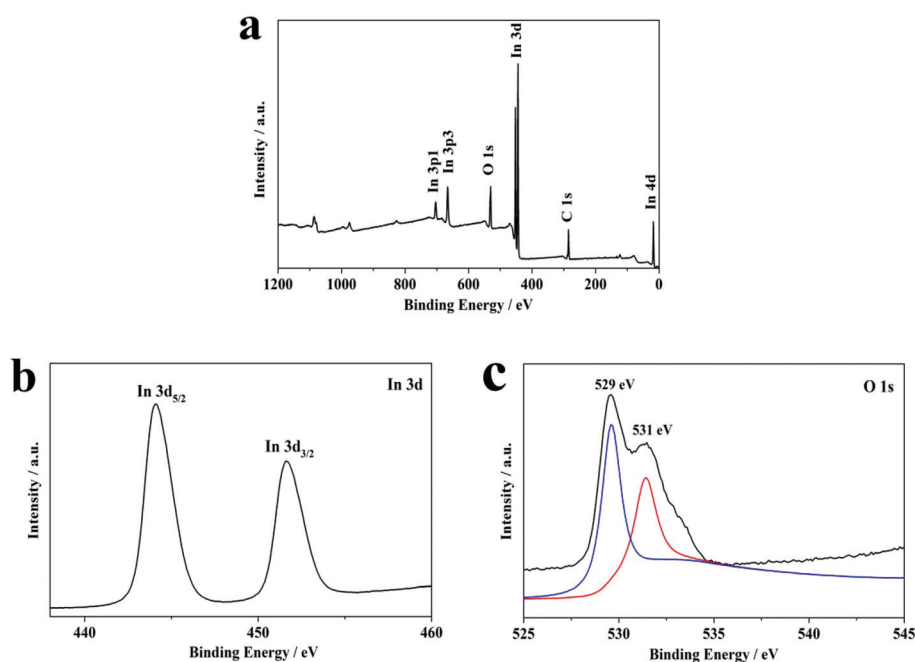 a
In 3d
In 3p1
In 3p3
O 1s
C 1s
In 4d
Intensity / a.u.
1200 1000 800 600 400 200 0
Binding Energy / eV
b
In 3d
In 3d5/2
In 3d3/2
Intensity / a.u.
440 450 460
Binding Energy / eV
c
O 1s
529 eV
531 eV
Intensity / a.u.
525 530 535 540 545
Binding Energy / eV